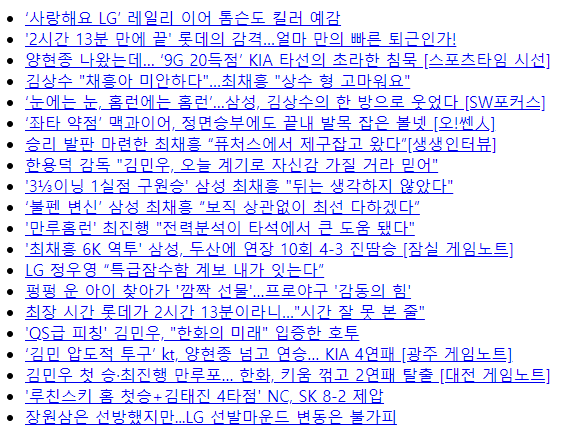 ‘사랑해요 LG’ 레일리 이어 톰슨도 킬러 예감
'2시간 13분 만에 끝' 롯데의 감격...얼마 만의 빠른 퇴근인가!
양현종 나왔는데... ‘9G 20득점’ KIA 타선의 초라한 침묵 [스포츠타임 시선]
김상수 "채흥아 미안하다"...최채흥 "상수 형 고마워요"
‘눈에는 눈, 홈런에는 홈런’...삼성, 김상수의 한 방으로 웃었다 [SW포커스]
‘좌타 약점’ 맥과이어, 정면승부에도 끝내 발목 잡은 볼넷 [오!쎈人]
승리 발판 마련한 최채흥 “퓨처스에서 제구잡고 왔다”[생생인터뷰]
한용덕 감독 "김민우, 오늘 계기로 자신감 가질 거라 믿어"
'3⅓이닝 1실점 구원승' 삼성 최채흥 "뒤는 생각하지 않았다"
‘불펜 변신’ 삼성 최채흥 “보직 상관없이 최선 다하겠다”
'만루홈런' 최진행 "전력분석이 타석에서 큰 도움 됐다"
'최채흥 6K 역투' 삼성, 두산에 연장 10회 4-3 진땀승 [잠실 게임노트]
LG 정우영 “특급잠수함 계보 내가 잇는다”
펑펑 운 아이 찾아가 '깜짝 선물'...프로야구 '감동의 힘'
최장 시간 롯데가 2시간 13분이라니..."시간 잘 못 본 줄"
'QS급 피칭' 김민우, "한화의 미래" 입증한 호투
‘김민 압도적 투구’ kt, 양현종 넘고 연승... KIA 4연패 [광주 게임노트]
김민우 첫 승·최진행 만루포... 한화, 키움 꺾고 2연패 탈출 [대전 게임노트]
'루친스키 홈 첫승+김태진 4타점' NC, SK 8-2 제압
장원삼은 선방했지만...LG 선발마운드 변동은 불가피